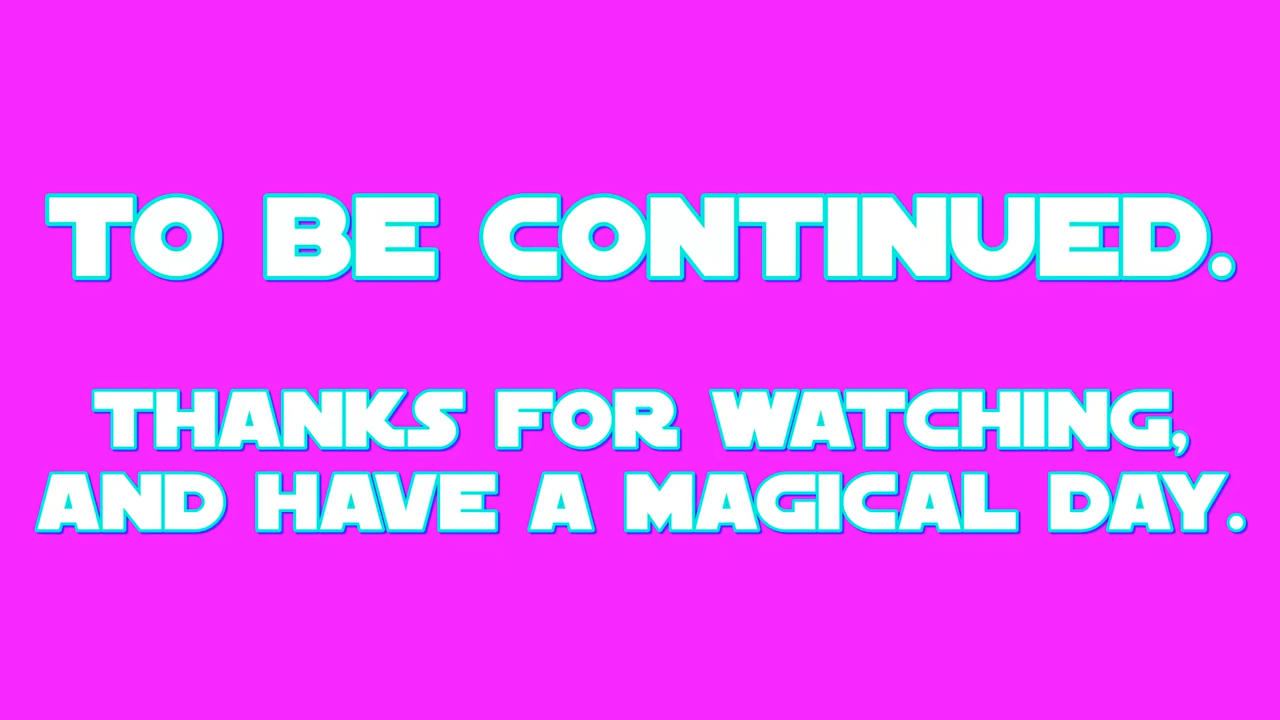 TO BE CONTINUED.
THANKS FOR WATCHING,
AND HAVE A MAGICAL DAY.